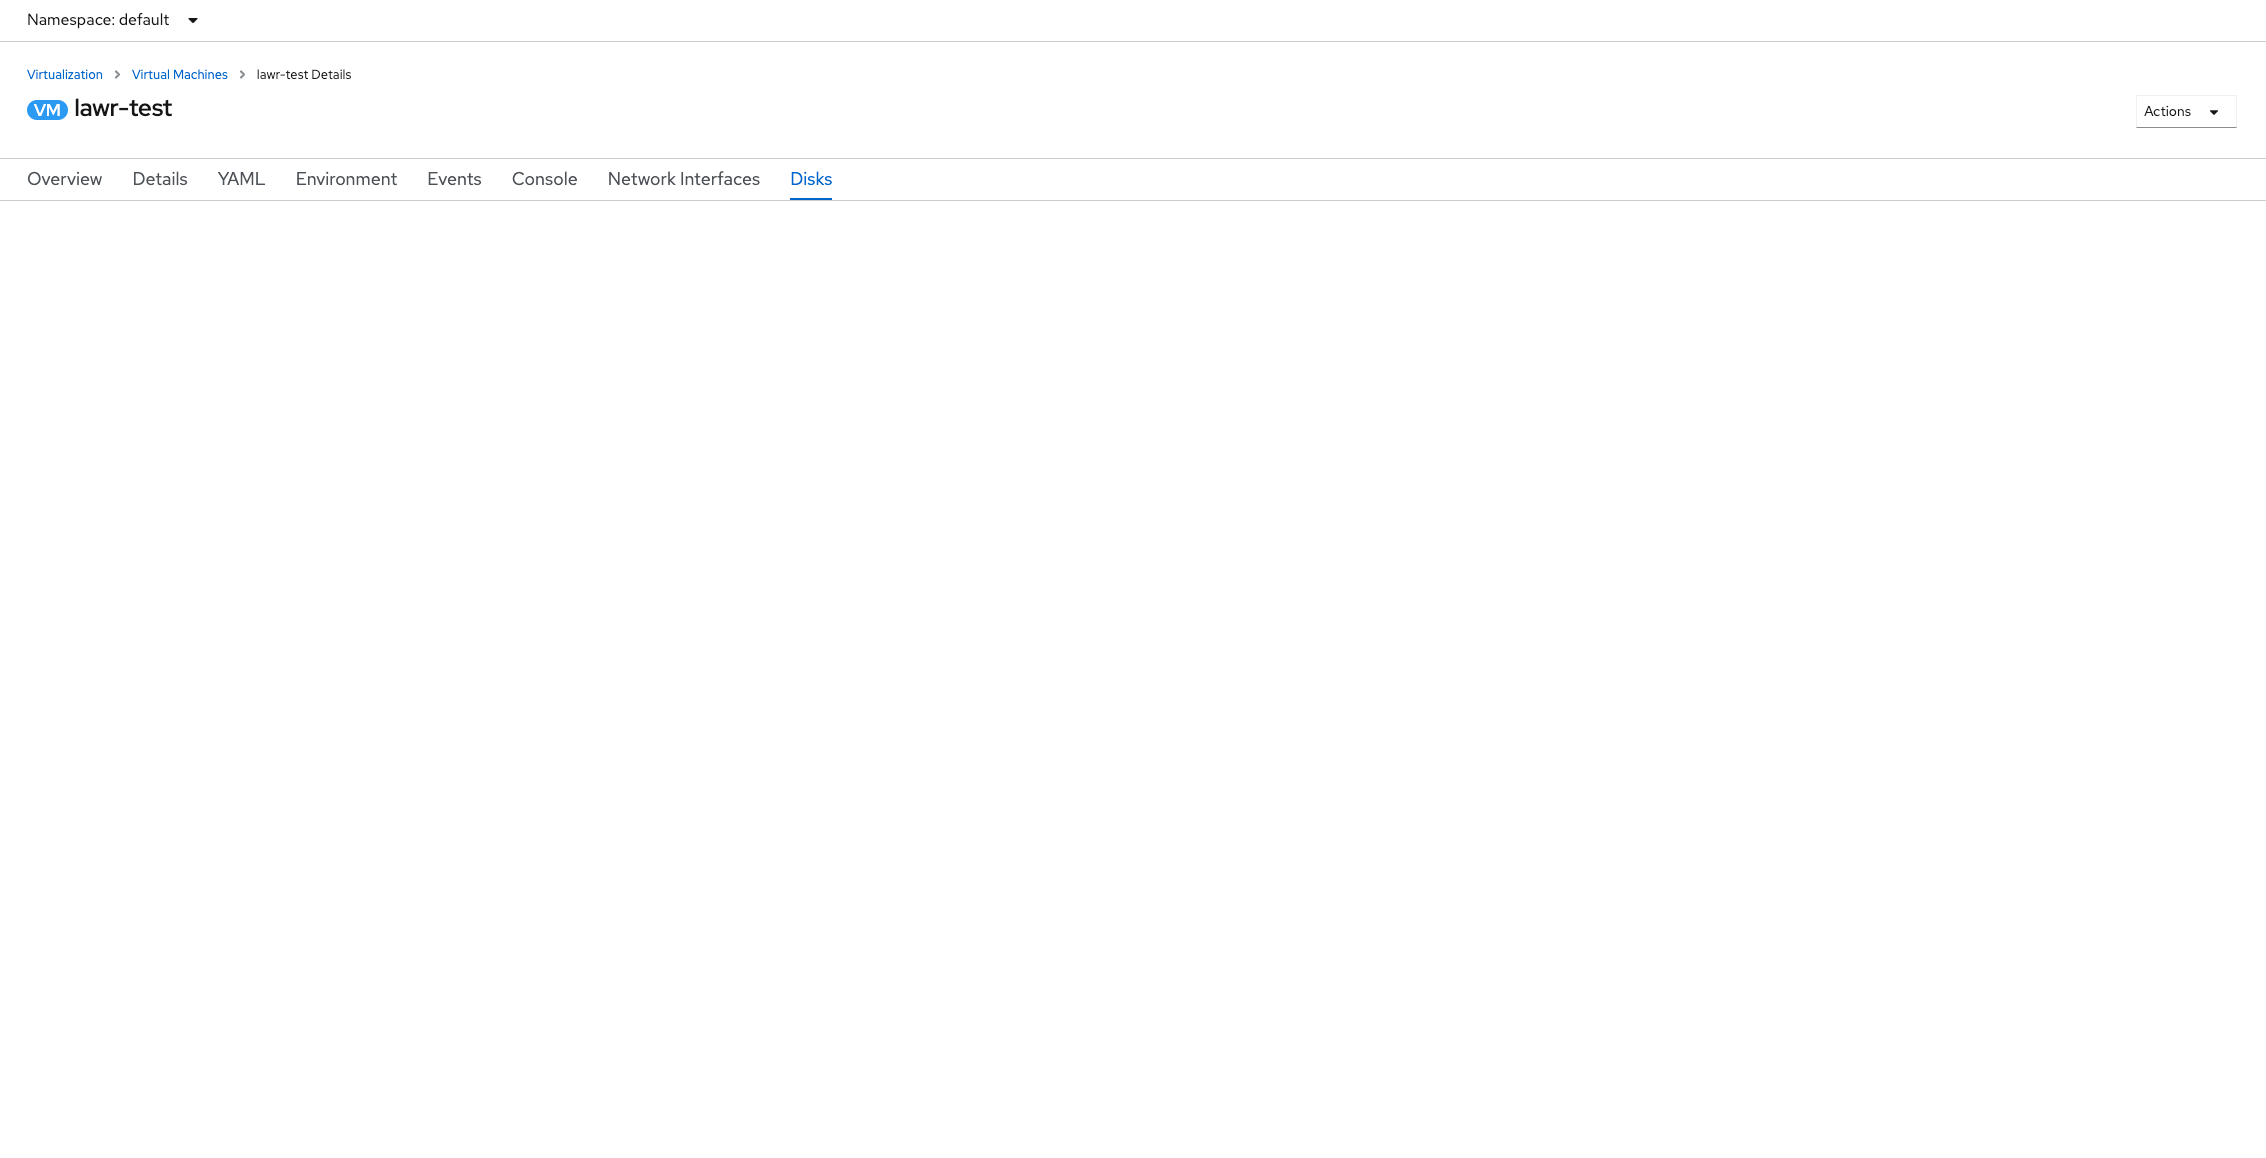 Namespace: default
Virtualization > Virtual Machines > lawr-test Details
VM lawr-test
Actions
Overview Details YAML Environment Events Console Network Interfaces Disks